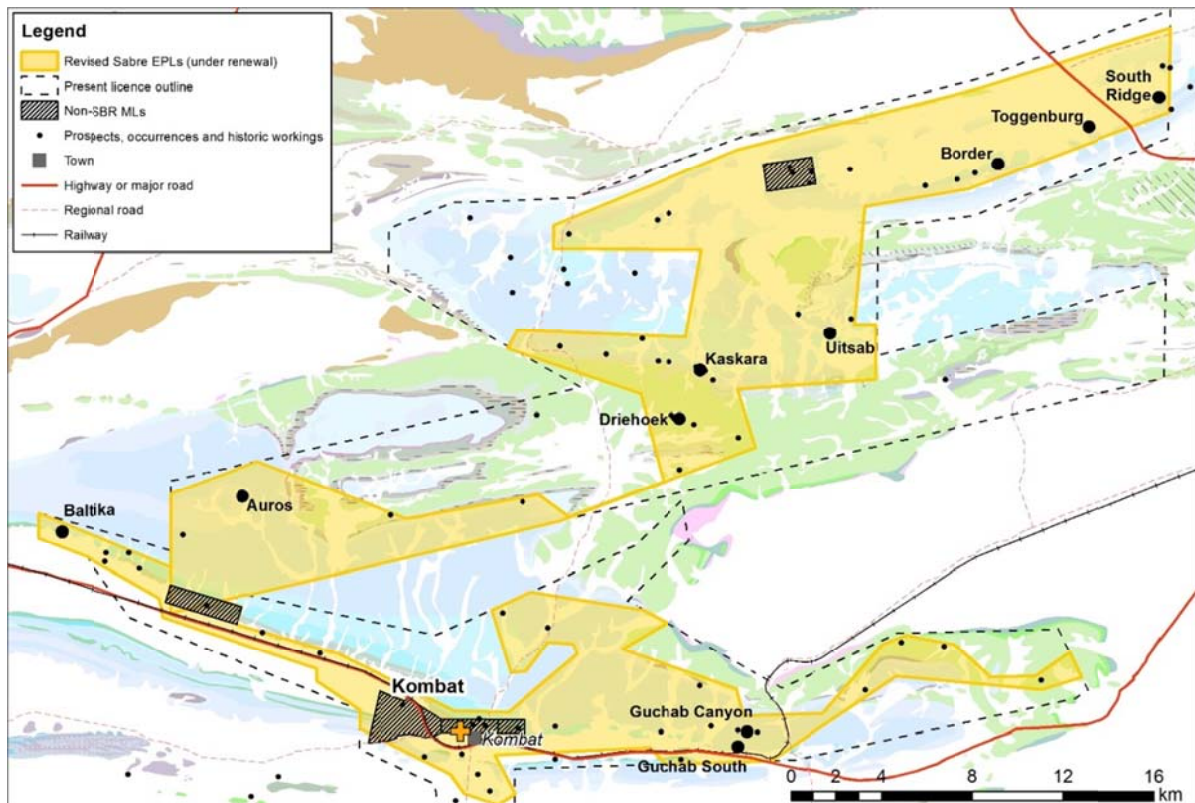 Legend
Revised Sabre EPLs (under renewal)
Present licence outline
Non-SBR MLs
Prospects, occurrences and historic workings
Town
Highway or major road
Regional road
Railway
South
Ridge
Toggenburg
Border
Uitsab
Kaskara
Driehoek
Auros
Baltika
Kombat
Kombat
Guchab Canyon
Guchab South
0 2 4 8 12 16
km